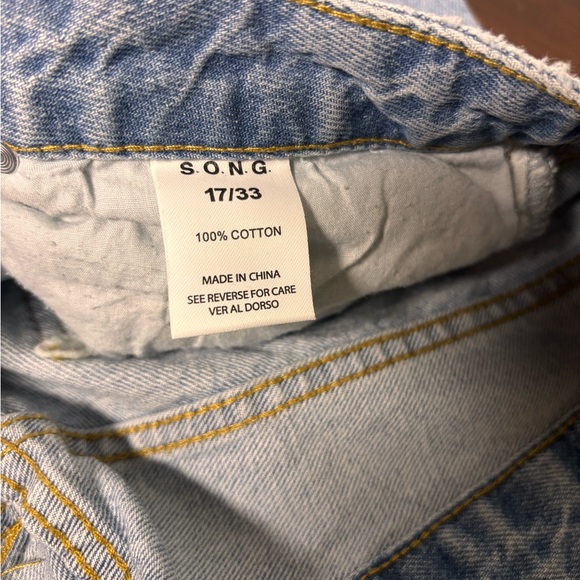 S.O.N.G.
17/33
100% COTTON
MADE IN CHINA
SEE REVERSE FOR CARE
VER AL DORSO